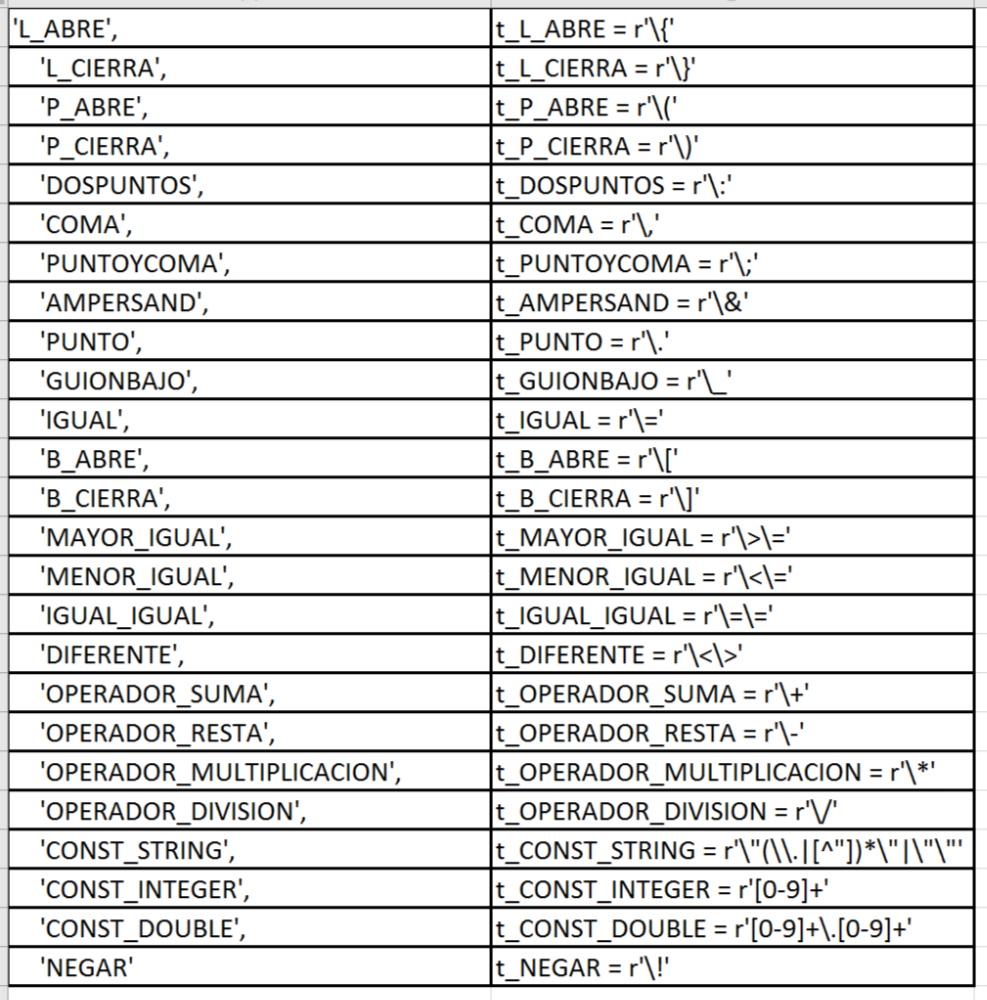 'L_ABRE', t_L_ABRE = r'\{'
'L_CIERRA', t_L_CIERRA = r'\}'
'P_ABRE', t_P_ABRE = r'\('
'P_CIERRA', t_P_CIERRA = r'\)'
'DOSPUNTOS', t_DOSPUNTOS = r'\:'
'COMA', t_COMA = r'\,'
'PUNTOYCOMA', t_PUNTOYCOMA = r'\;'
'AMPERSAND', t_AMPERSAND = r'\&'
'PUNTO', t_PUNTO = r'\.'
'GUIONBAJO', t_GUIONBAJO = r'\_'
'IGUAL', t_IGUAL = r'\='
'B_ABRE', t_B_ABRE = r'\['
'B_CIERRA', t_B_CIERRA = r'\]'
'MAYOR_IGUAL', t_MAYOR_IGUAL = r'\>\='
'MENOR_IGUAL', t_MENOR_IGUAL = r'\<\='
'IGUAL_IGUAL', t_IGUAL_IGUAL = r'\=\='
'DIFERENTE', t_DIFERENTE = r'\<\>'
'OPERADOR_SUMA', t_OPERADOR_SUMA = r'\+'
'OPERADOR_RESTA', t_OPERADOR_RESTA = r'\-'
'OPERADOR_MULTIPLICACION', t_OPERADOR_MULTIPLICACION = r'\*'
'OPERADOR_DIVISION', t_OPERADOR_DIVISION = r'\/'
'CONST_STRING', t_CONST_STRING = r'\"(\\.|[^"])*\"|\"\"'
'CONST_INTEGER', t_CONST_INTEGER = r'[0-9]+'
'CONST_DOUBLE', t_CONST_DOUBLE = r'[0-9]+\.[0-9]+'
'NEGAR' t_NEGAR = r'\!'